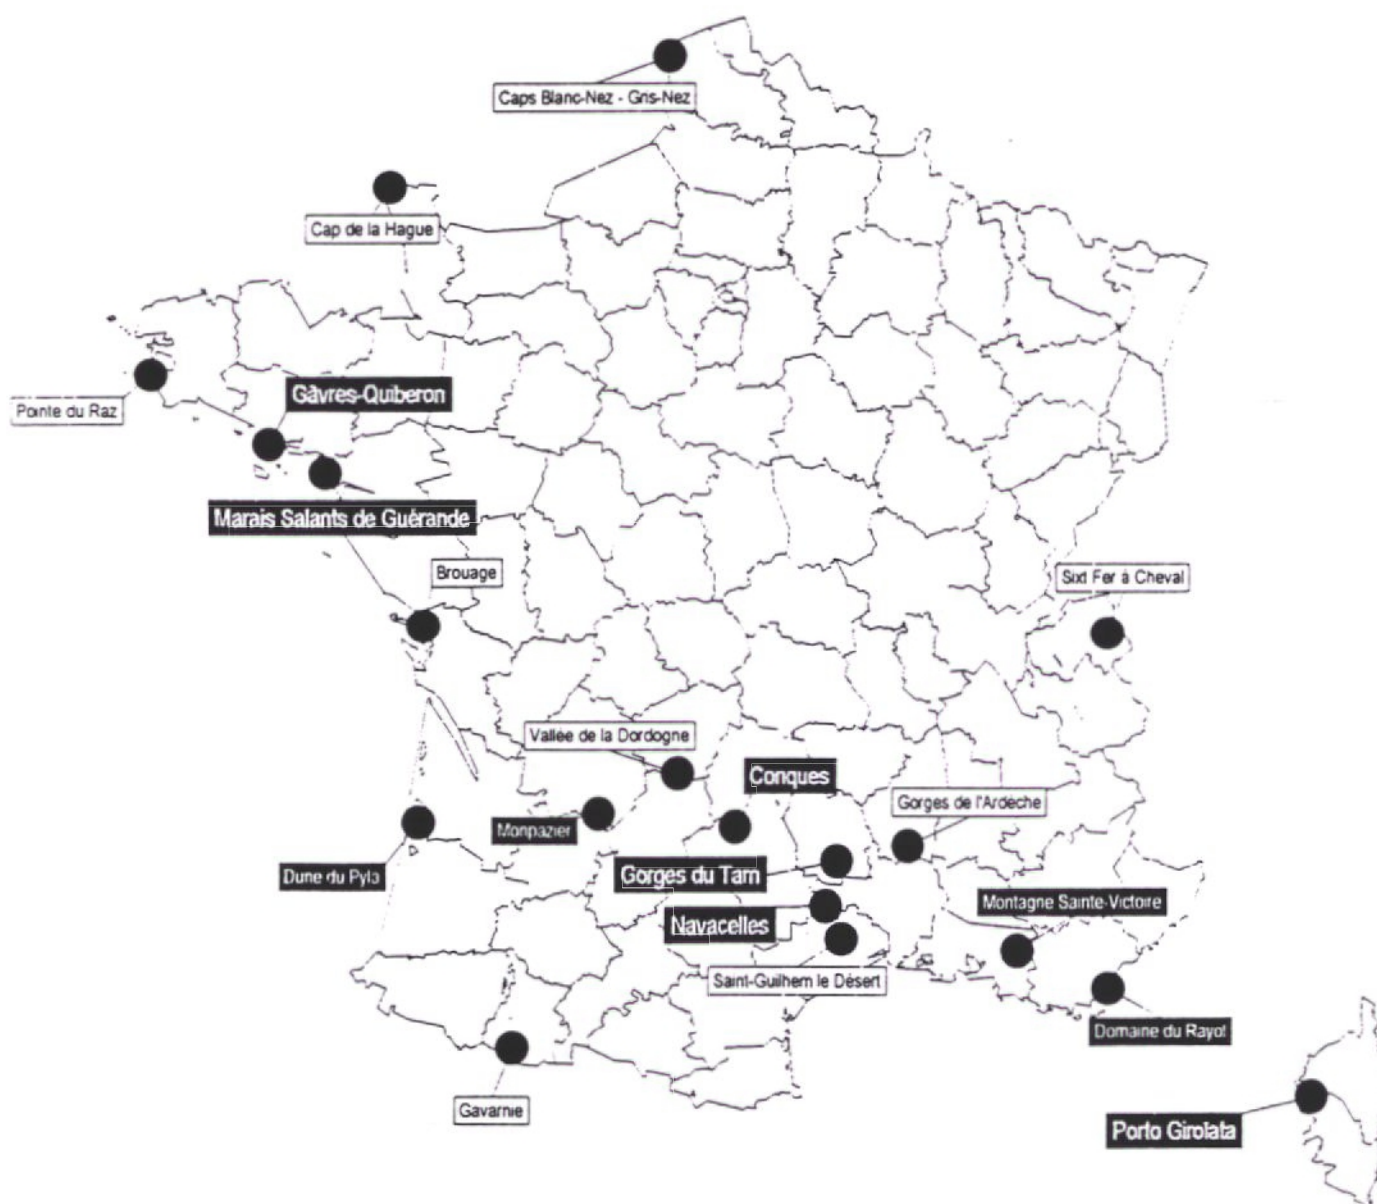 Caps Blanc-Nez - Gris-Nez
Cap de la Hague
Gâvres-Quiberon
Pointe du Raz
Marais Salants de Guérande
Brouage
Sixt Fer à Cheval
Vallée de la Dordogne
Conques
Gorges de l'Ardèche
Monpazier
Gorges du Tarn
Dune du Pyla
Montagne Sainte-Victoire
Navacelles
Saint-Guilhem le Désert
Domaine du Rayol
Gavarnie
Porto Girolata